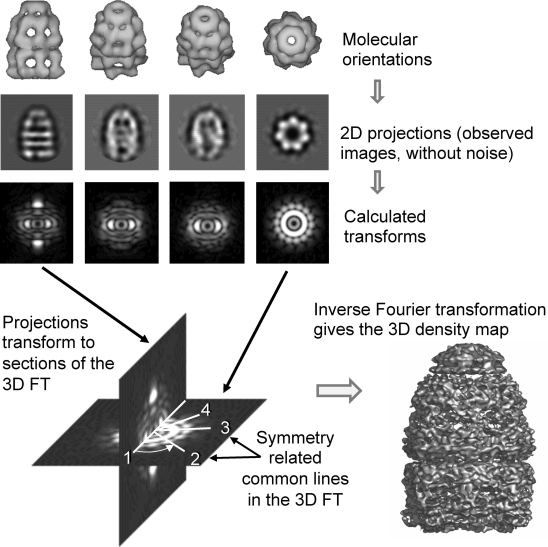 Molecular
orientations
2D projections (observed
images, without noise)
Calculated
transforms
Projections
transform to
sections of the
3D FT
Inverse Fourier transformation
gives the 3D density map
4
3
1
2
Symmetry
related
common lines
in the 3D FT